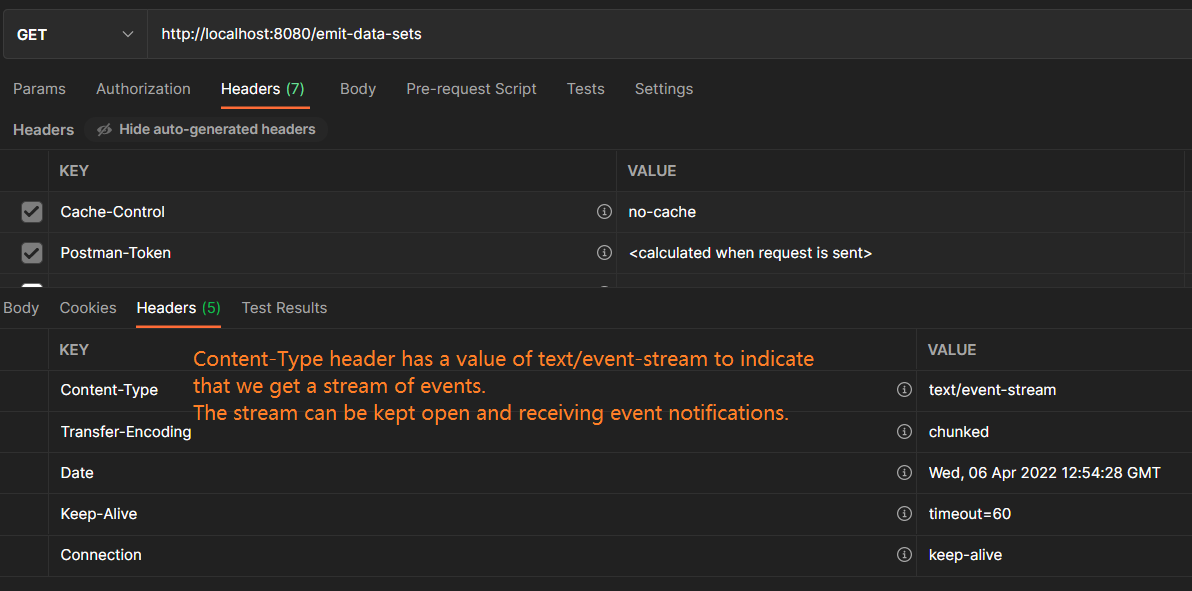 GET http://localhost:8080/emit-data-sets
Params Authorization Headers (7) Body Pre-request Script Tests Settings
Headers Hide auto-generated headers
KEY VALUE
Cache-Control no-cache
Postman-Token <calculated when request is sent>
Body Cookies Headers (5) Test Results
KEY VALUE
Content-Type header has a value of text/event-stream to indicate
that we get a stream of events.
The stream can be kept open and receiving event notifications.
Content-Type text/event-stream
Transfer-Encoding chunked
Date Wed, 06 Apr 2022 12:54:28 GMT
Keep-Alive timeout=60
Connection keep-alive